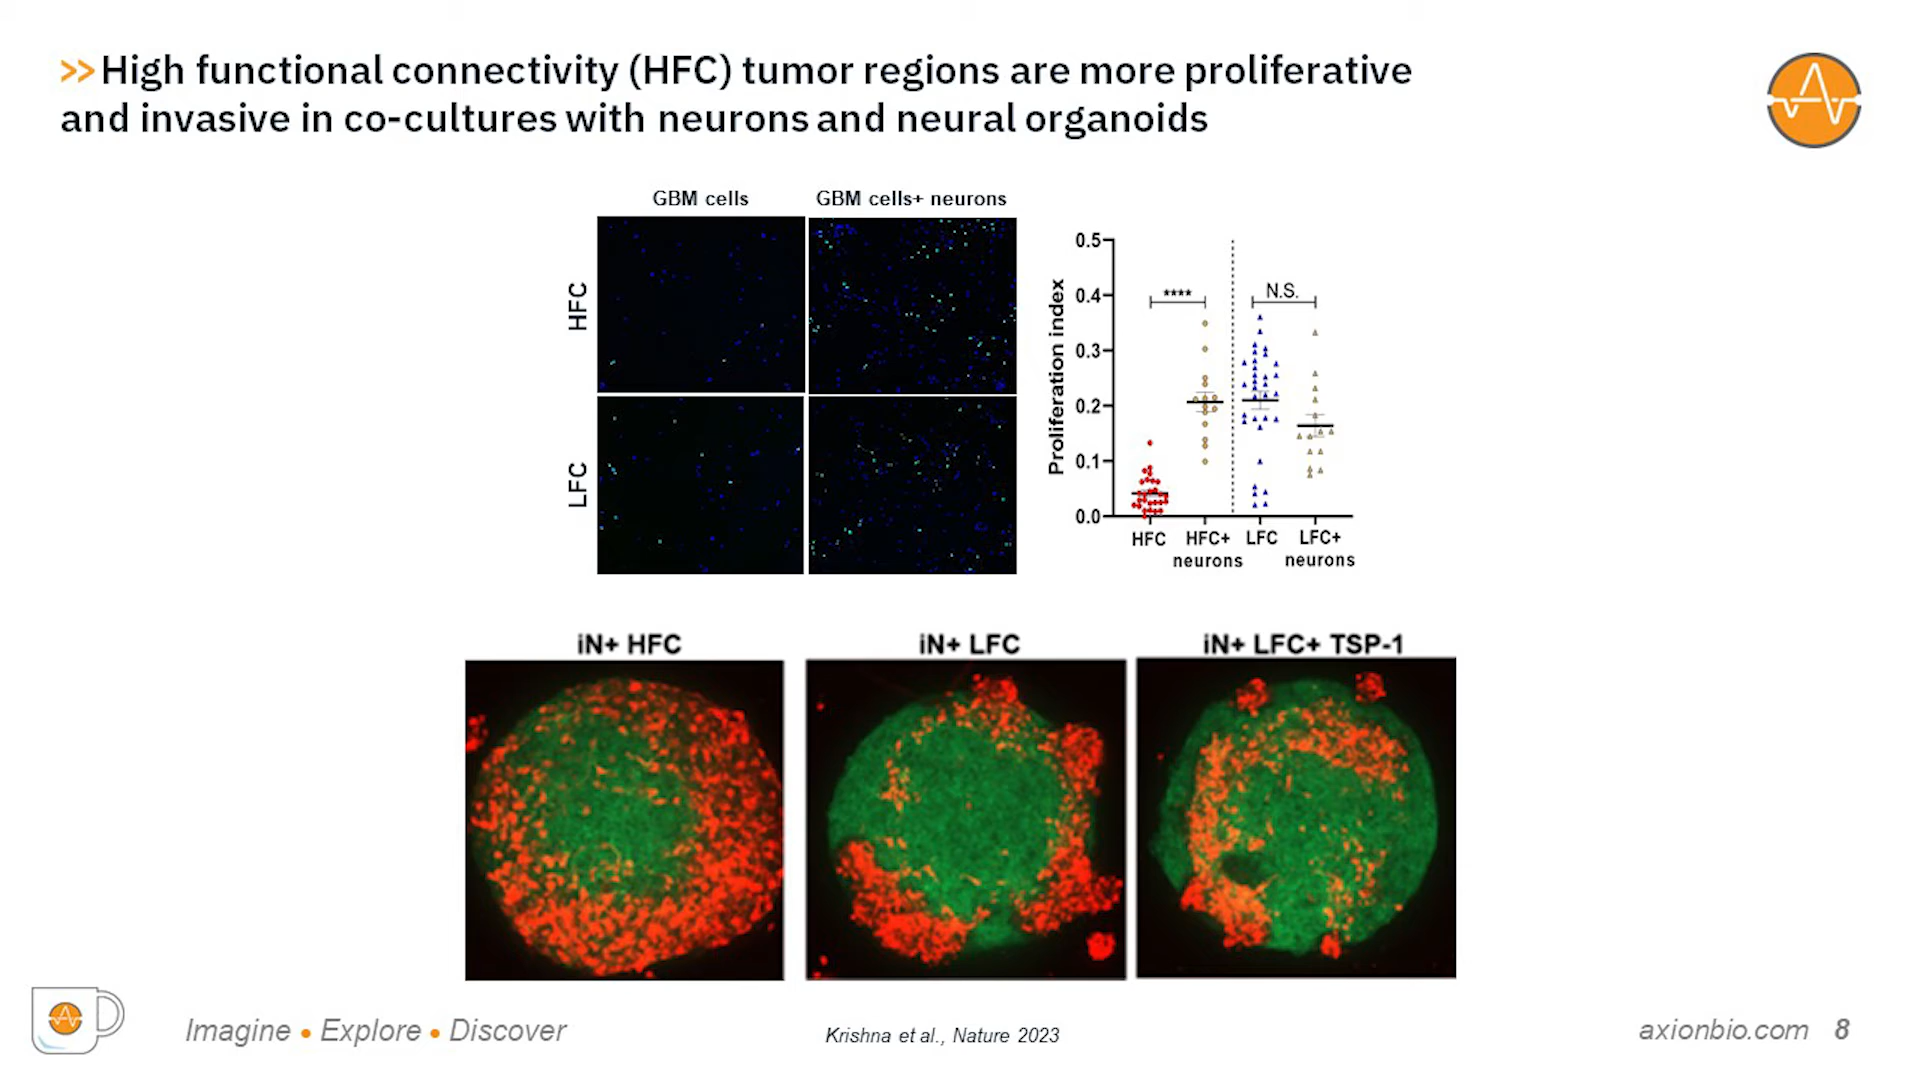 >> High functional connectivity (HFC) tumor regions are more proliferative
and invasive in co-cultures with neurons and neural organoids
GBM cells
GBM cells+ neurons
HFC
LFC
Proliferation index
0.5
0.4
0.3
0.2
0.1
0.0
****
N.S.
HFC
HFC+
neurons
LFC
LFC+
neurons
iN+ HFC
iN+ LFC
iN+ LFC+ TSP-1
Imagine • Explore • Discover
Krishna et al., Nature 2023
axionbio.com 8